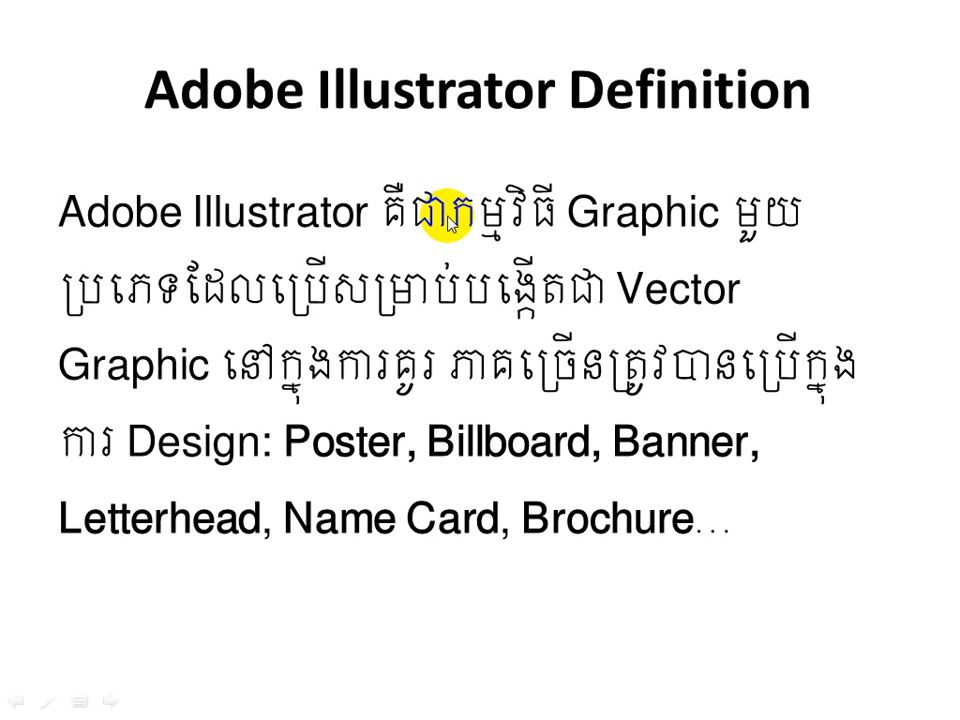 Adobe Illustrator Definition
Adobe Illustrator គឺជាកម្មវិធី Graphic មួយ
ប្រភេទដែលប្រើសម្រាប់បង្កើតជា Vector
Graphic នៅក្នុងការគូរ ភាគច្រើនត្រូវបានប្រើក្នុង
ការ Design: Poster, Billboard, Banner,
Letterhead, Name Card, Brochure...